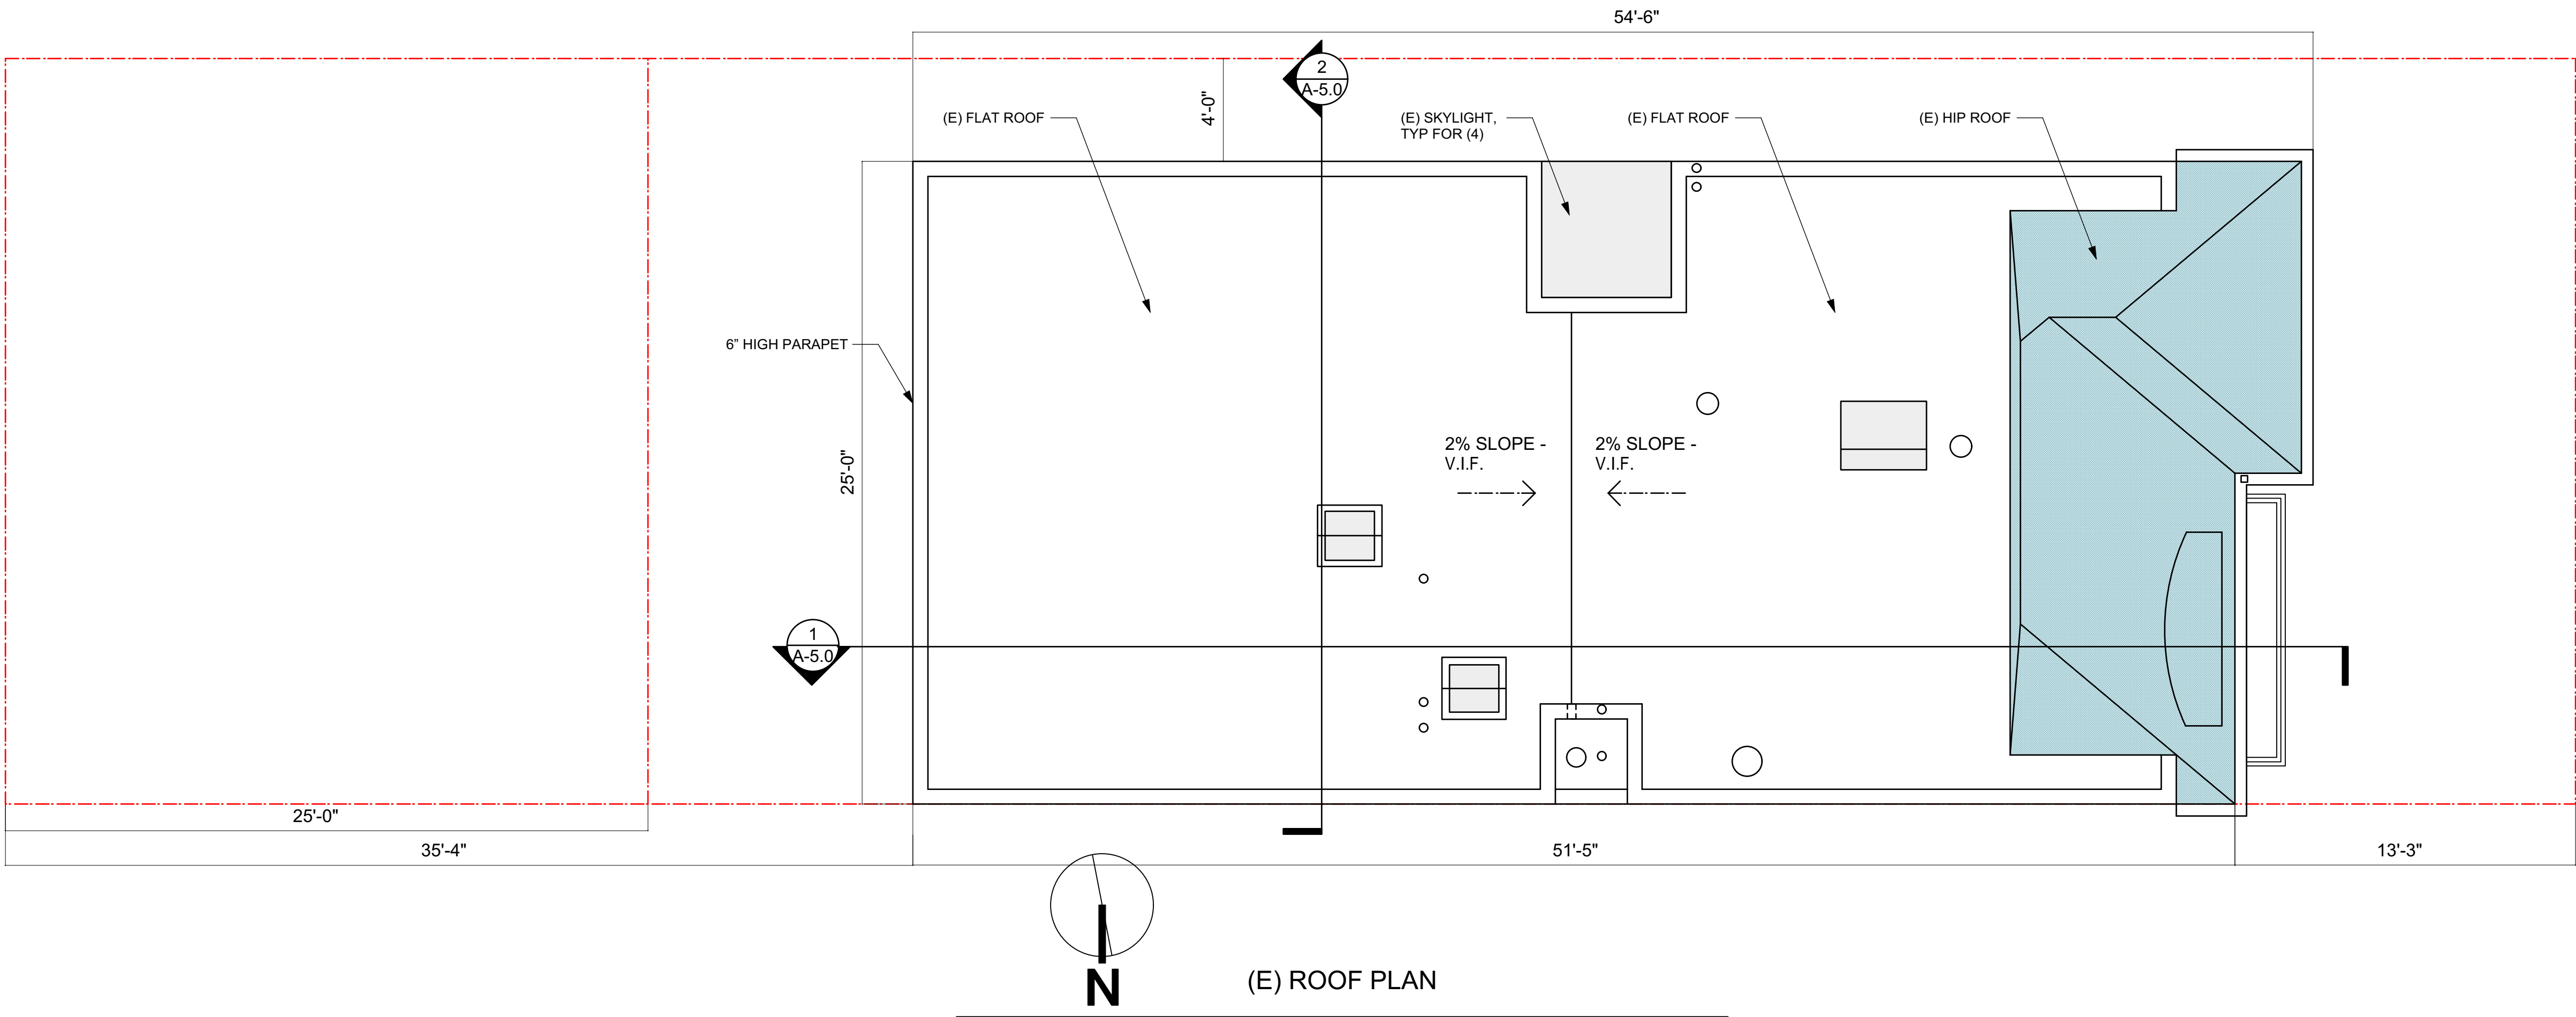 54'-6"
2
A-5.0
4'-0"
(E) FLAT ROOF
(E) SKYLIGHT,
TYP FOR (4)
(E) FLAT ROOF
(E) HIP ROOF
6” HIGH PARAPET
25'-0"
2% SLOPE -
V.I.F.
2% SLOPE -
V.I.F.
1
A-5.0
25'-0"
35'-4"
51'-5"
13'-3"
N
(E) ROOF PLAN